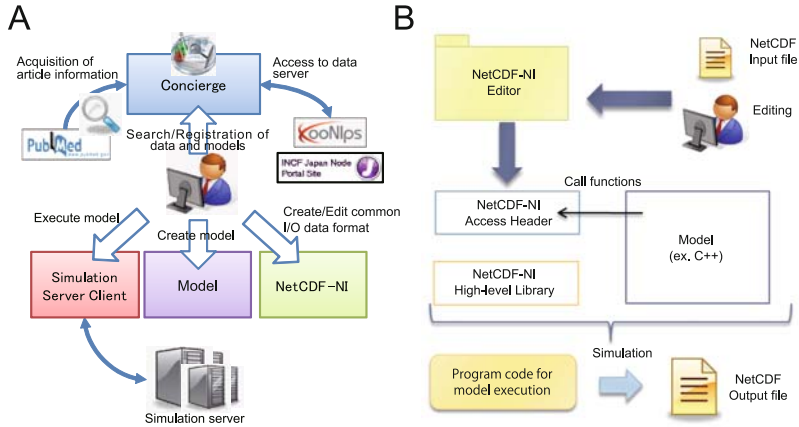 A
Acquisition of
article information
Access to data
server
Concierge
PubMed
www.pubmed.gov
KooNIps
INCF Japan Node
Portal Site
J
Search/Registration of
data and models
Execute model
Create model
Create/Edit common
I/O data format
Simulation
Server Client
Model
NetCDF-NI
Simulation server
B
NetCDF-NI
Editor
NetCDF
Input file
Editing
Call functions
NetCDF-NI
Access Header
Model
(ex. C++)
NetCDF-NI
High-level Library
Simulation
Program code for
model execution
NetCDF
Output file